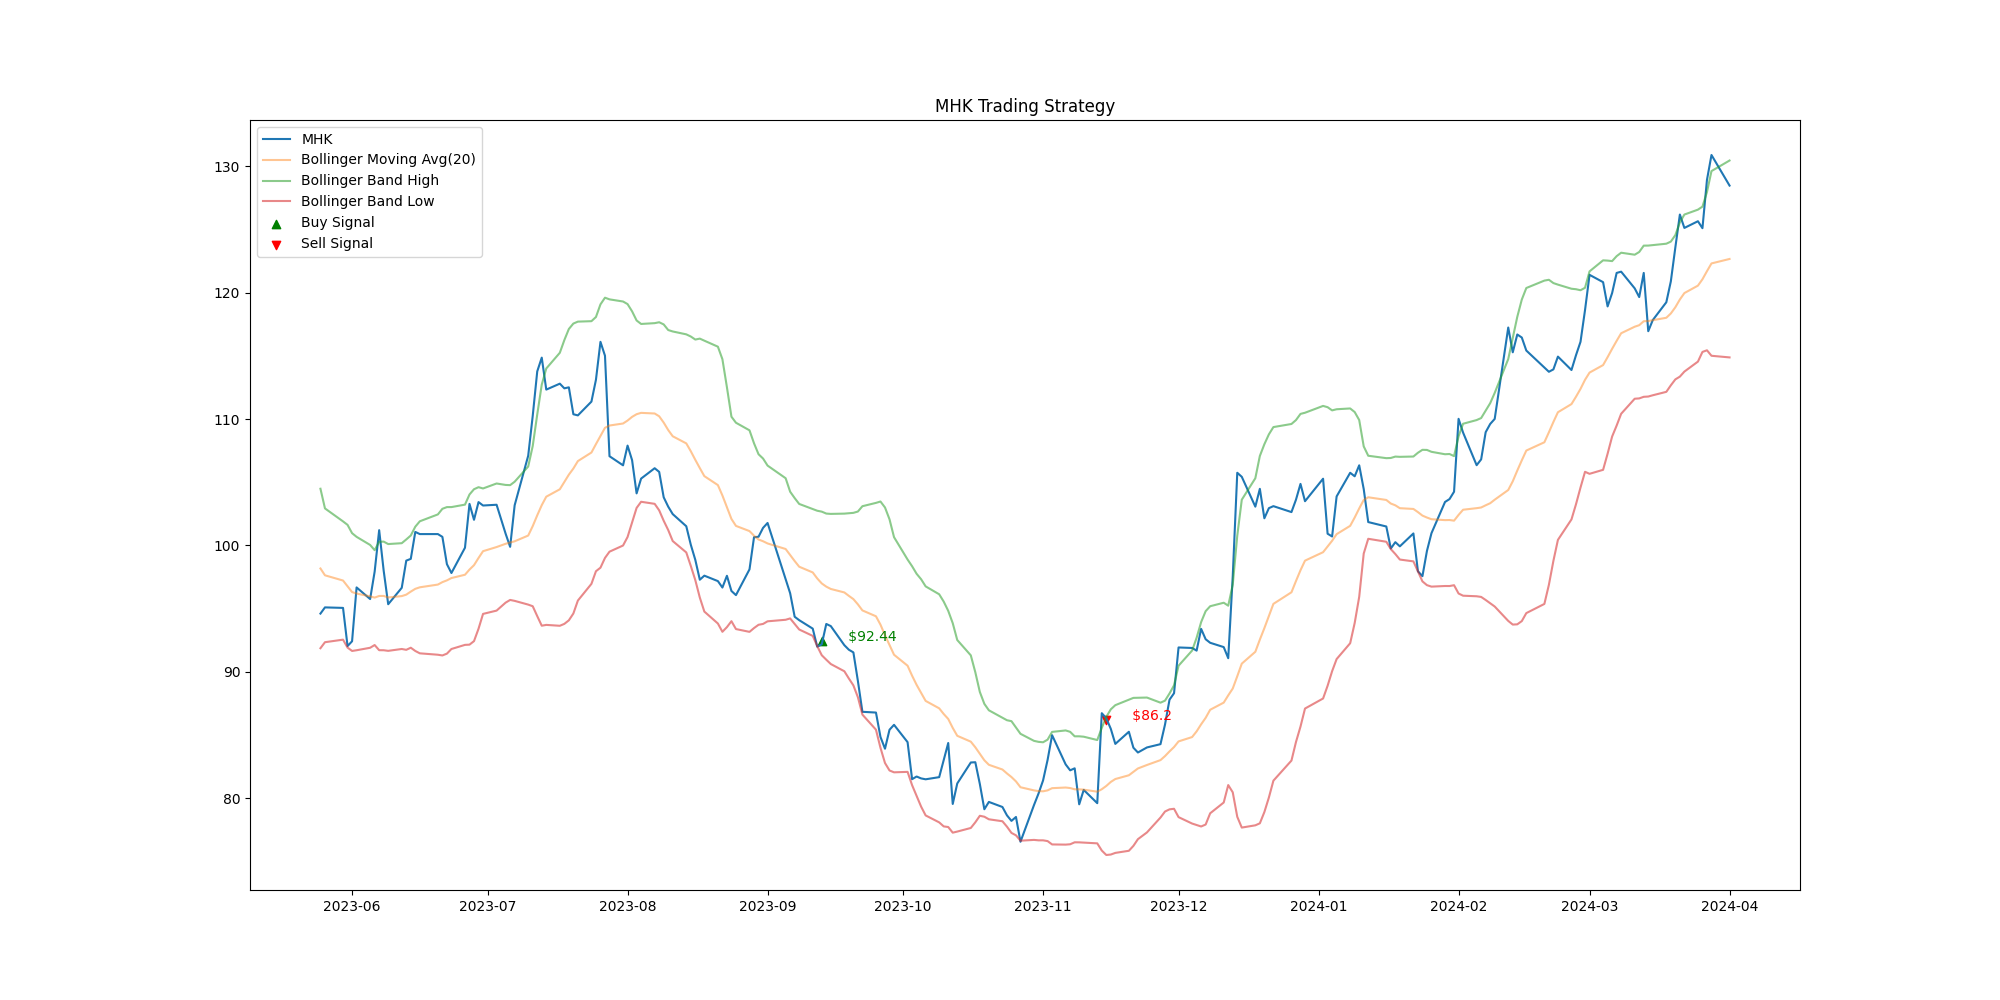 MHK Trading Strategy
MHK
Bollinger Moving Avg(20)
Bollinger Band High
Bollinger Band Low
Buy Signal
Sell Signal
130
120
110
100
90
80
$92.44
$86.2
2023-06 2023-07 2023-08 2023-09 2023-10 2023-11 2023-12 2024-01 2024-02 2024-03 2024-04